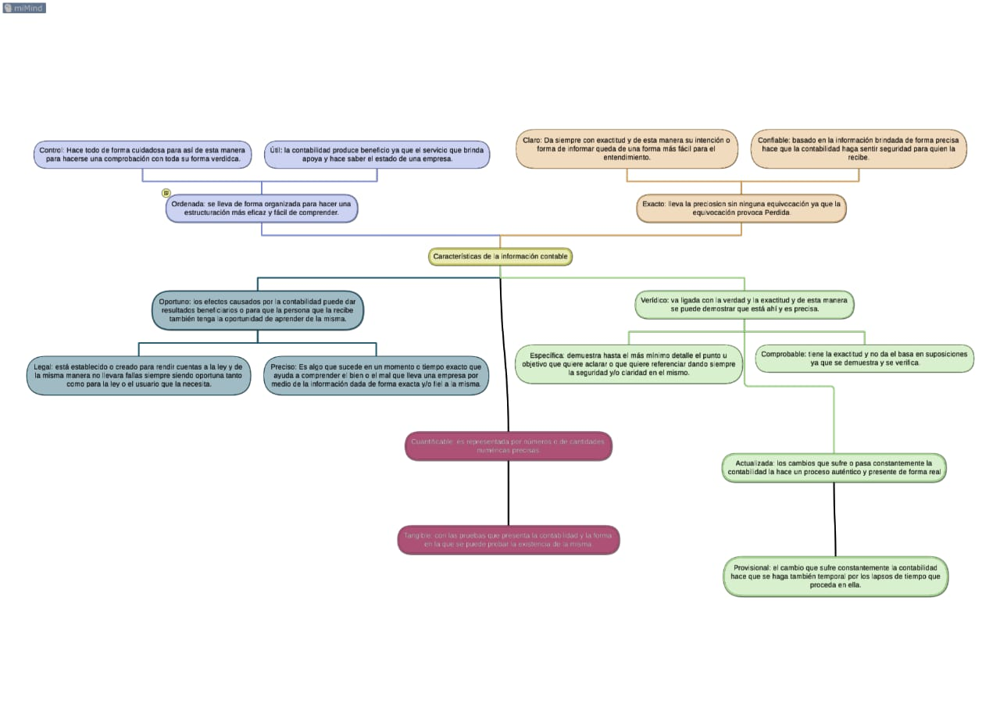 miMind
Control: Hace todo de forma cuidadosa para así de esta manera
para hacerse una comprobación con toda su forma verdidca.
Útil: la contabilidad produce beneficio ya que el servicio que brinda
apoya y hace saber el estado de una empresa.
Claro: Da siempre con exactitud y de esta manera su intención o
forma de informar queda de una forma más fácil para el
entendimiento.
Confiable: basado en la información brindada de forma precisa
hace que la contabilidad haga sentir seguridad para quien la
recibe.
Ordenada: se lleva de forma organizada para hacer una
estructuración más eficaz y fácil de comprender.
Exacto: lleva la preciosion sin ninguna equivocación ya que la
equivocación provoca Perdida.
Características de la información contable
Oportuno: los efectos causados por la contabilidad puede dar
resultados beneficiarios o para que la persona que la recibe
también tenga la oportunidad de aprender de la misma.
Verídico: va ligada con la verdad y la exactitud y de esta manera
se puede demostrar que está ahí y es precisa.
Legal: está establecido o creado para rendir cuentas a la ley y de
la misma manera no llevara fallas siempre siendo oportuna tanto
como para la ley o el usuario que la necesita.
Preciso: Es algo que sucede en un momento o tiempo exacto que
ayuda a comprender el bien o el mal que lleva una empresa por
medio de la información dada de forma exacta y/o fiel a la misma.
Específica: demuestra hasta el más mínimo detalle el punto u
objetivo que quiere aclarar o que quiere referenciar dando siempre
la seguridad y/o claridad en el mismo.
Comprobable: tiene la exactitud y no da el basa en suposiciones
ya que se demuestra y se verifica.
Cuantificable: es representada por números o de cantidades
numéricas precisas.
Actualizada: los cambios que sufre o pasa constantemente la
contabilidad la hace un proceso auténtico y presente de forma real
Tangible: con las pruebas que presenta la contabilidad y la forma
en la que se puede probar la existencia de la misma.
Provisional: el cambio que sufre constantemente la contabilidad
hace que se haga también temporal por los lapsos de tiempo que
proceda en ella.